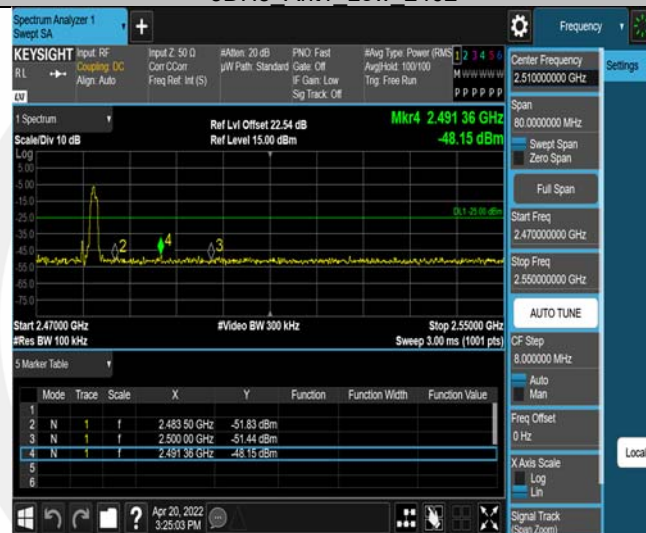 Spectrum Analyzer 1
Swept SA
+
Frequency
KEYSIGHT
RL
Input: RF
Coupling: DC
Align: Auto
Input Z: 50 Ω
Corr CCorr
Freq Ref: Int (S)
#Atten: 20 dB
µW Path: Standard
PNO: Fast
Gate: Off
IF Gain: Low
Sig Track: Off
#Avg Type: Power (RMS)
Avg|Hold: 100/100
Trig: Free Run
1 2 3 4 5 6
M W W W W W
P P P P P P
1 Spectrum
Scale/Div 10 dB
Ref Lvl Offset 22.54 dB
Ref Level 15.00 dBm
Mkr4 2.491 36 GHz
-48.15 dBm
Log
5.00
-5.00
-15.0
-25.0
-35.0
-45.0
-55.0
-65.0
-75.0
DL1 -25.00 dBm
2
4
3
Start 2.47000 GHz
#Res BW 100 kHz
#Video BW 300 kHz
Stop 2.55000 GHz
Sweep 3.00 ms (1001 pts)
5 Marker Table
Mode Trace Scale X Y Function Function Width Function Value
1
2 N 1 f 2.483 50 GHz -51.83 dBm
3 N 1 f 2.500 00 GHz -51.44 dBm
4 N 1 f 2.491 36 GHz -48.15 dBm
5
6
?
Apr 20, 2022
3:25:03 PM
Center Frequency
2.510000000 GHz
Settings
Span
80.0000000 MHz
Swept Span
Zero Span
Full Span
Start Freq
2.470000000 GHz
Stop Freq
2.550000000 GHz
AUTO TUNE
CF Step
8.000000 MHz
Auto
Man
Freq Offset
0 Hz
X Axis Scale
Log
Lin
Local
Signal Track
(Span Zoom)